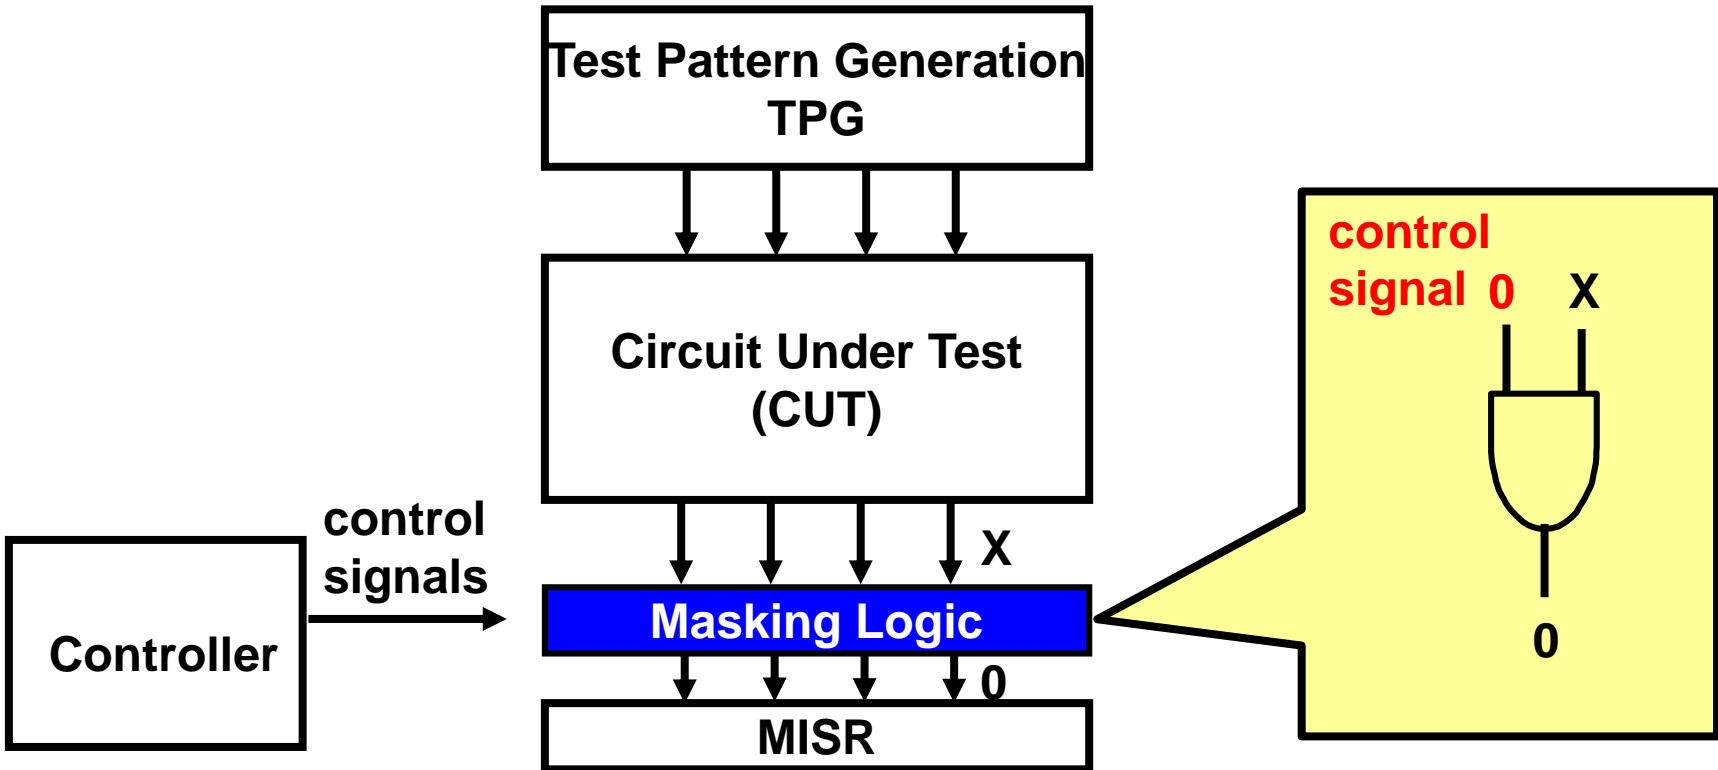 Test Pattern Generation
TPG
Circuit Under Test
(CUT)
control
signals
Controller
X
Masking Logic
0
MISR
control
signal 0 X
0